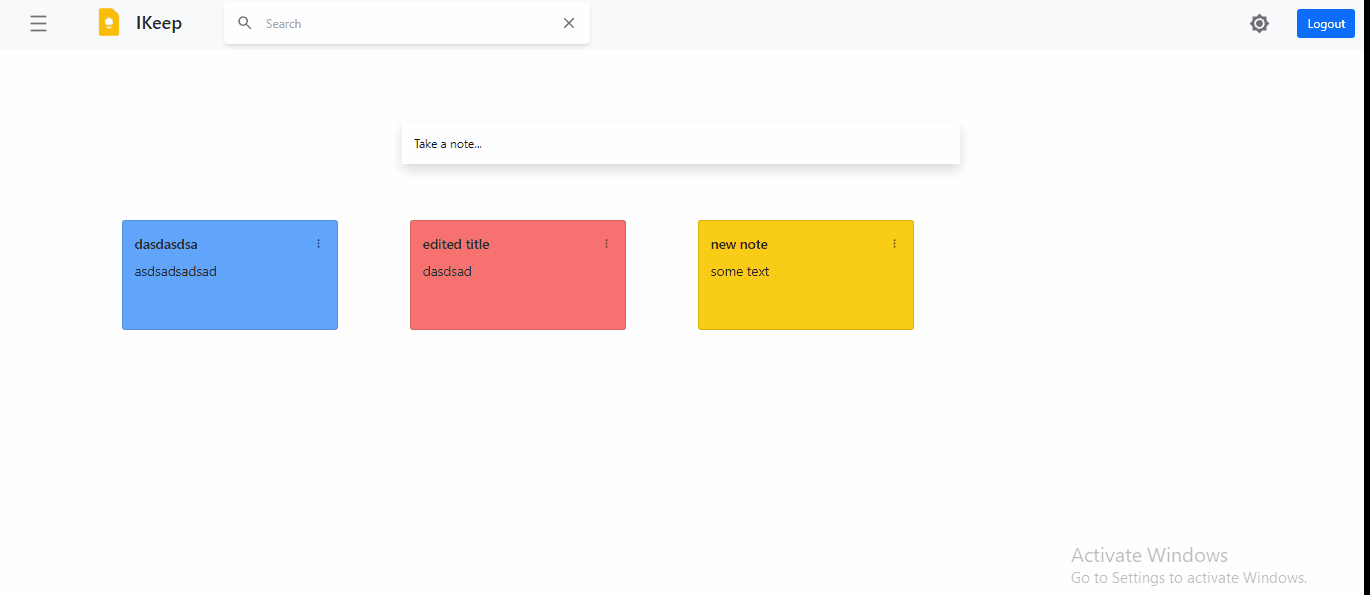 IKeep
Search
Logout
Take a note...
dasdasdsa
asdsadsadsad
edited title
dasdsad
new note
some text
Activate Windows
Go to Settings to activate Windows.